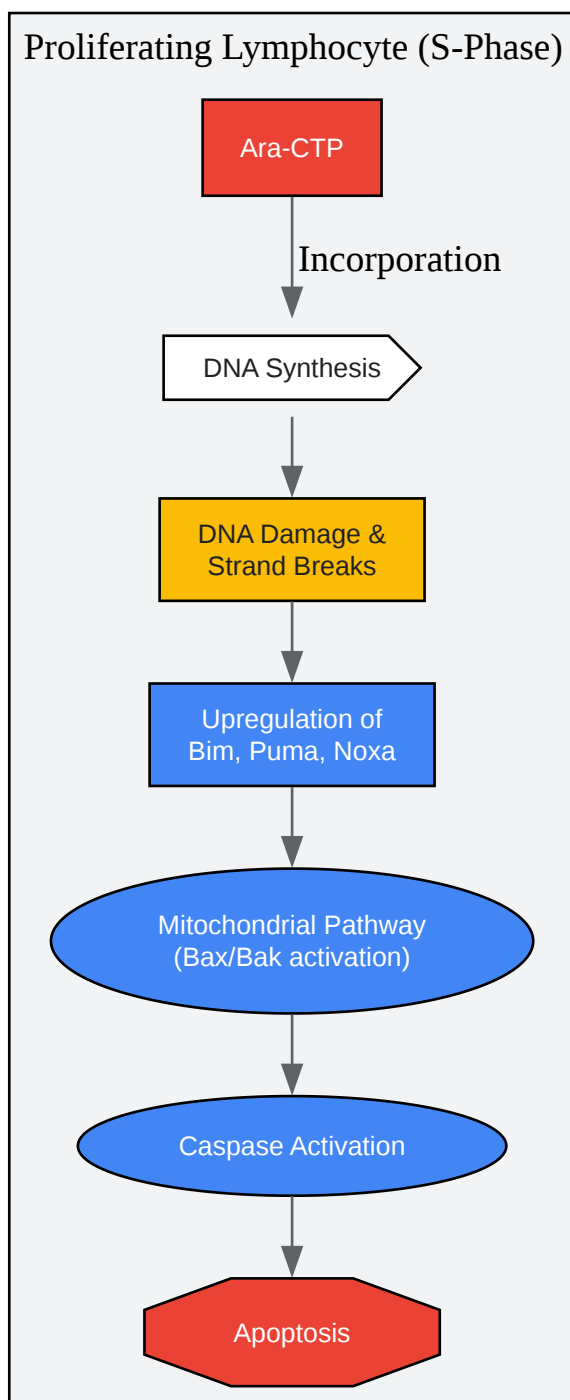 Proliferating Lymphocyte (S-Phase)
Ara-CTP
Incorporation
DNA Synthesis
DNA Damage &
Strand Breaks
Upregulation of
Bim, Puma, Noxa
Mitochondrial Pathway
(Bax/Bak activation)
Caspase Activation
Apoptosis